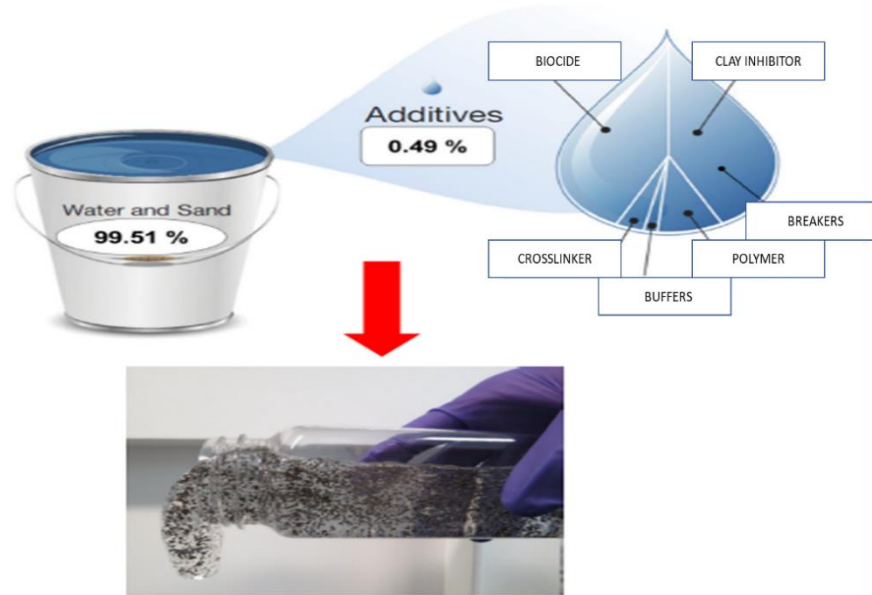 BIOCIDE
CLAY INHIBITOR
Additives
0.49 %
Water and Sand
99.51 %
BREAKERS
CROSSLINKER
POLYMER
BUFFERS